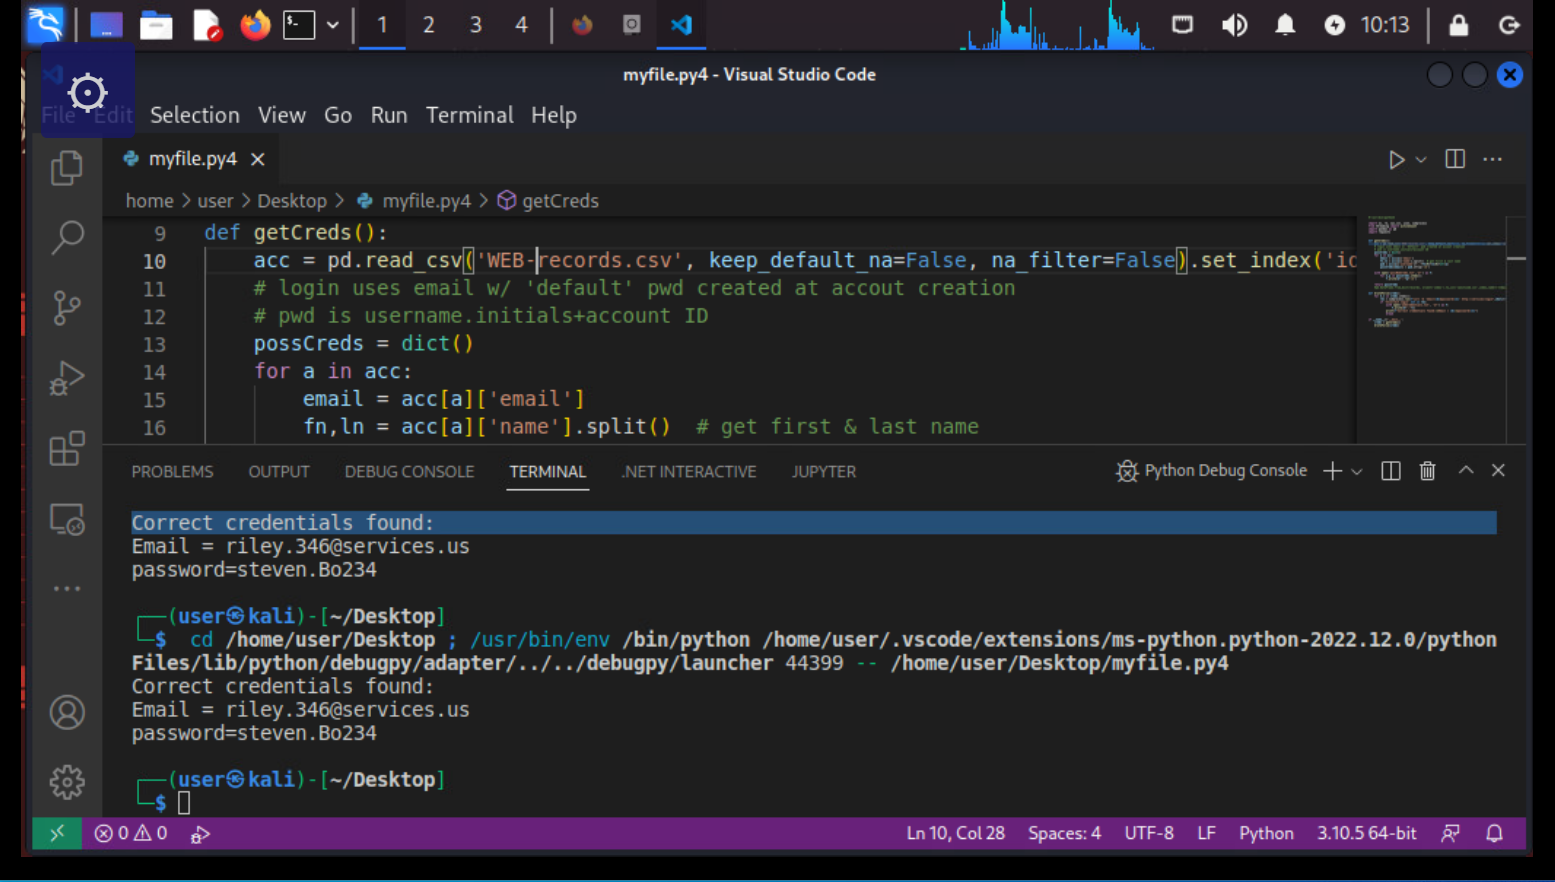 1 2 3 4 10:13
myfile.py4 - Visual Studio Code
File Edit Selection View Go Run Terminal Help
myfile.py4
home > user > Desktop > myfile.py4 > getCreds
9 def getCreds():
10 acc = pd.read_csv('WEB-records.csv', keep_default_na=False, na_filter=False).set_index('id
11 # login uses email w/ 'default' pwd created at accout creation
12 # pwd is username.initials+account ID
13 possCreds = dict()
14 for a in acc:
15 email = acc[a]['email']
16 fn,ln = acc[a]['name'].split() # get first & last name
PROBLEMS OUTPUT DEBUG CONSOLE TERMINAL .NET INTERACTIVE JUPYTER Python Debug Console
Correct credentials found:
Email = riley.346@services.us
password=steven.Bo234
(user㉿kali)-[~/Desktop]
$ cd /home/user/Desktop ; /usr/bin/env /bin/python /home/user/.vscode/extensions/ms-python.python-2022.12.0/python
Files/lib/python/debugpy/adapter/../../debugpy/launcher 44399 -- /home/user/Desktop/myfile.py4
Correct credentials found:
Email = riley.346@services.us
password=steven.Bo234
(user㉿kali)-[~/Desktop]
$
0 0 Ln 10, Col 28 Spaces: 4 UTF-8 LF Python 3.10.5 64-bit